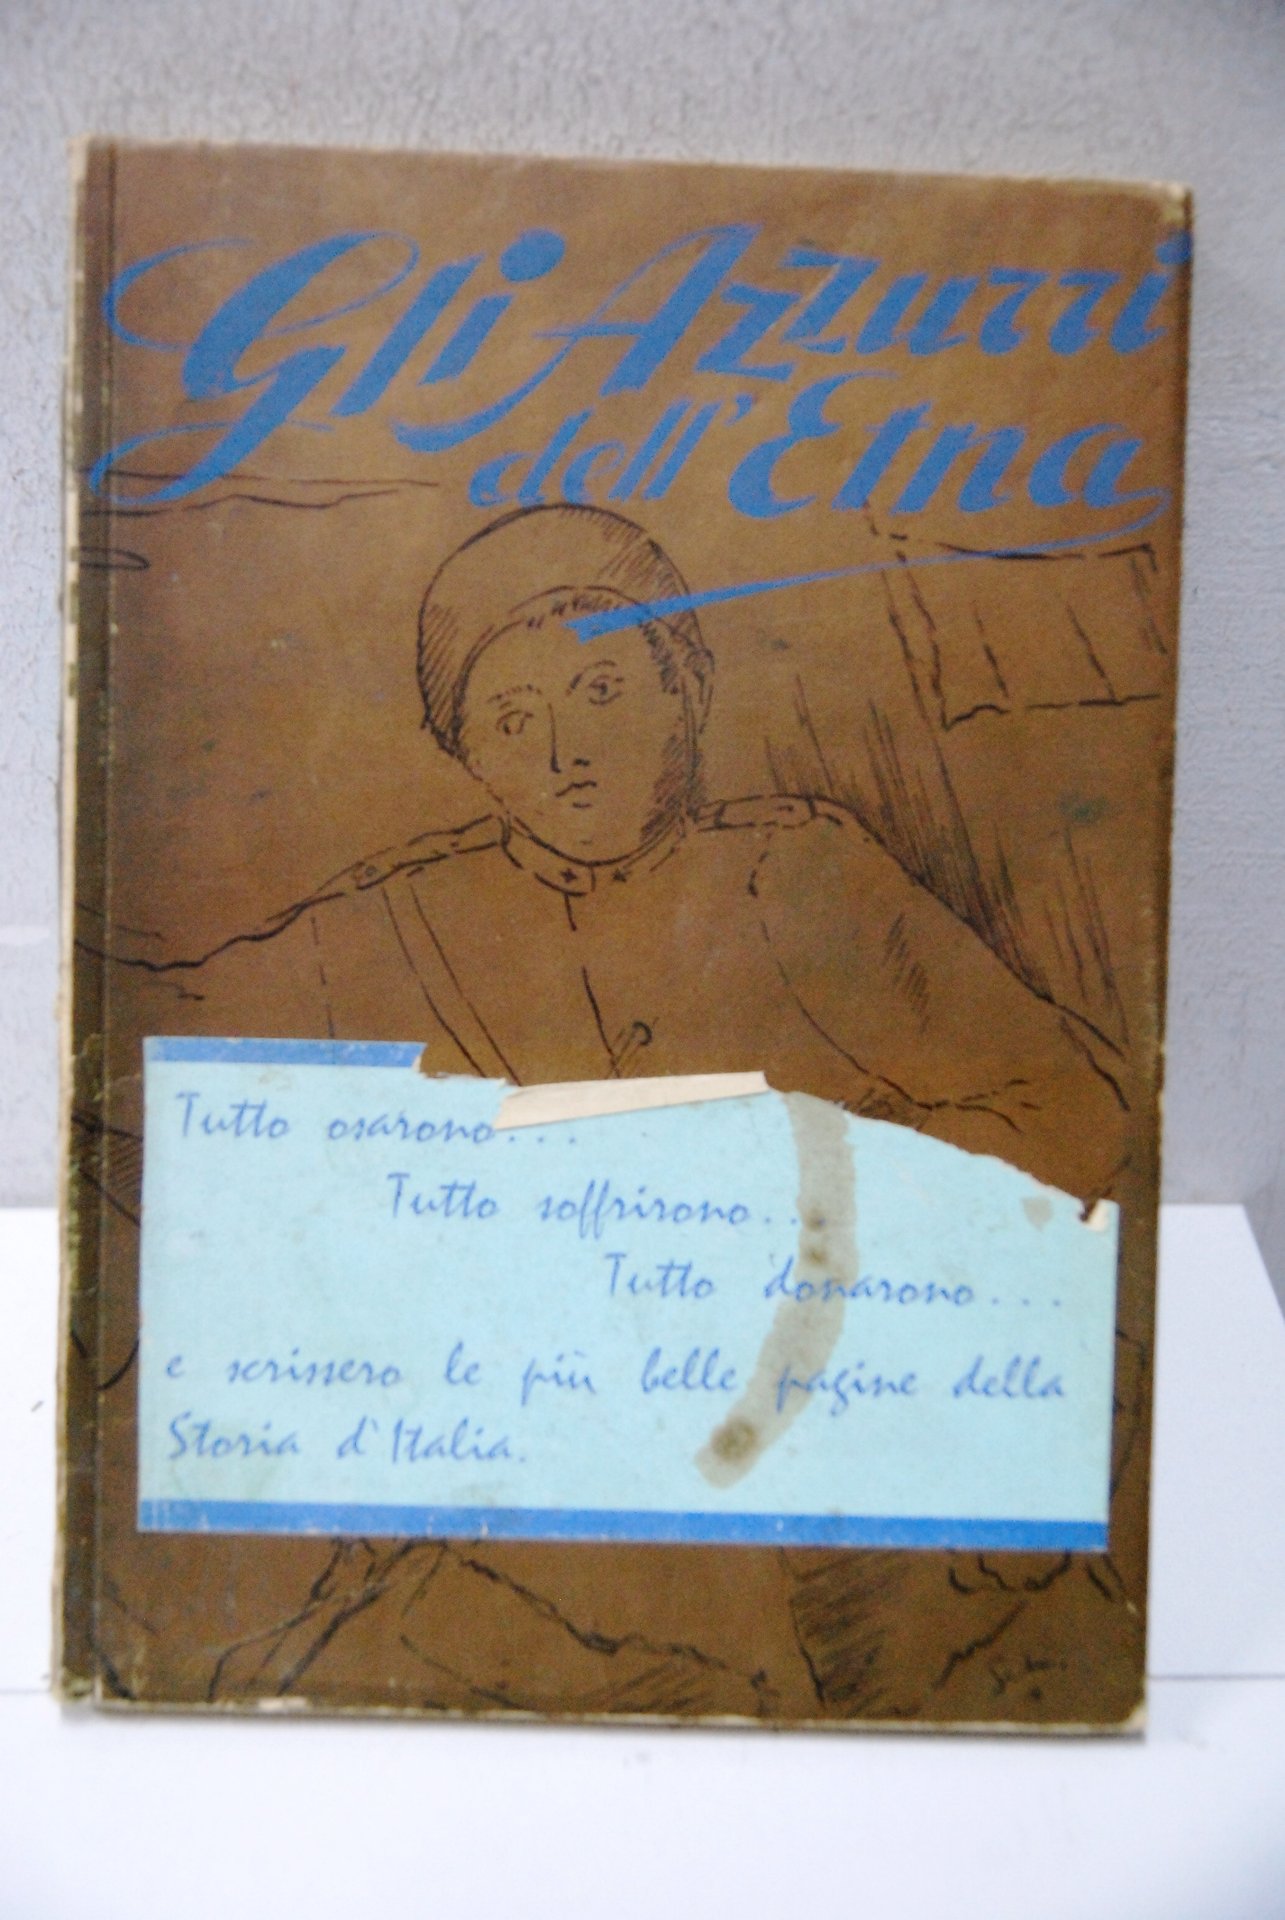 Gli Azzurri
dell'Etna
Tutto osarono...
Tutto soffrirono...
Tutto donarono...
e scrissero le più belle pagine della
Storia d'Italia.